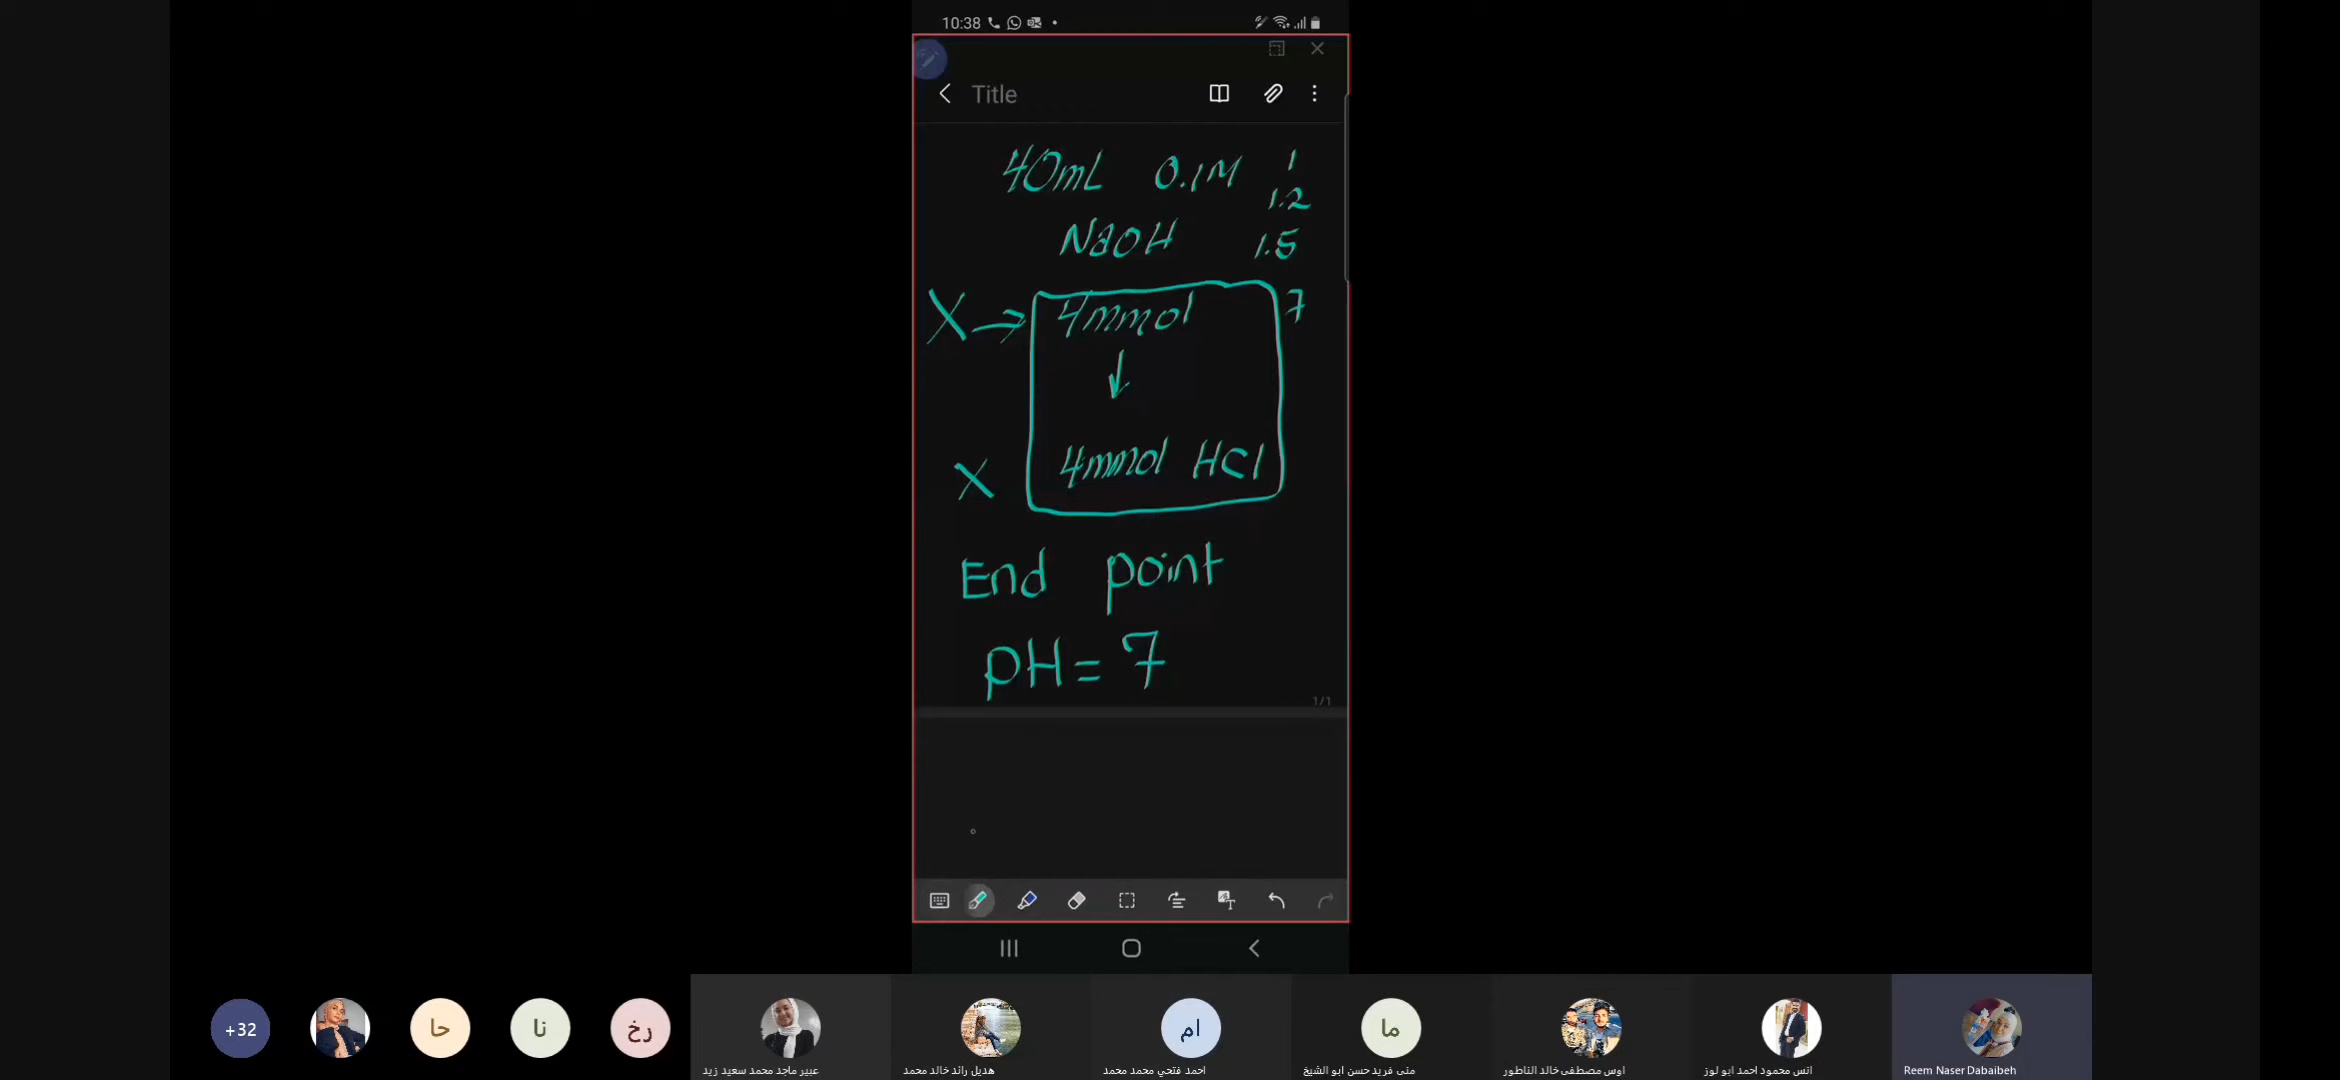 10:38
Title
40mL 0.1M 1
1.2
NaOH 1.5
X → 4mmol 7
↓
X 4mmol HCl
End point
pH = 7
1/1
+32
حا
نا
رخ
ام
ما
عبير ماجد محمد سعيد زيد
هديل رائد خالد محمد
احمد فتحي محمد محمد
منى فريد حسن ابو الشيخ
اوس مصطفى خالد الناطور
انس محمود احمد ابو لوز
Reem Naser Dabaibeh